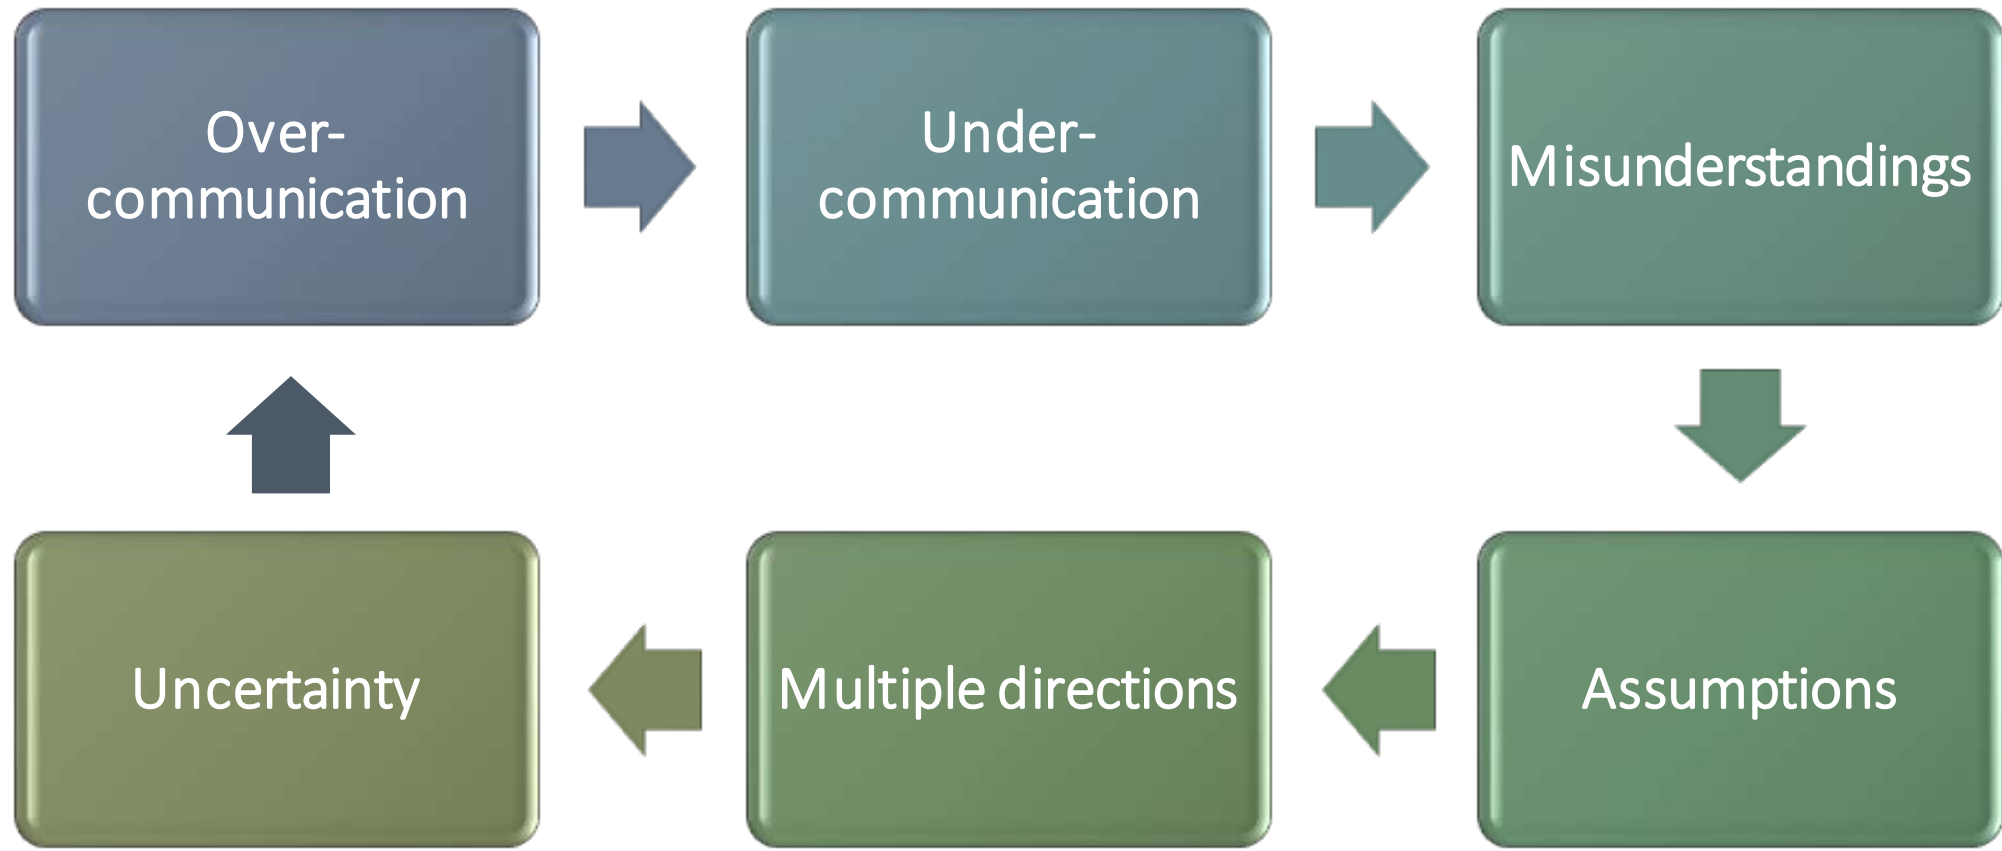 Over-
communication
Under-
communication
Misunderstandings
Assumptions
Multiple directions
Uncertainty